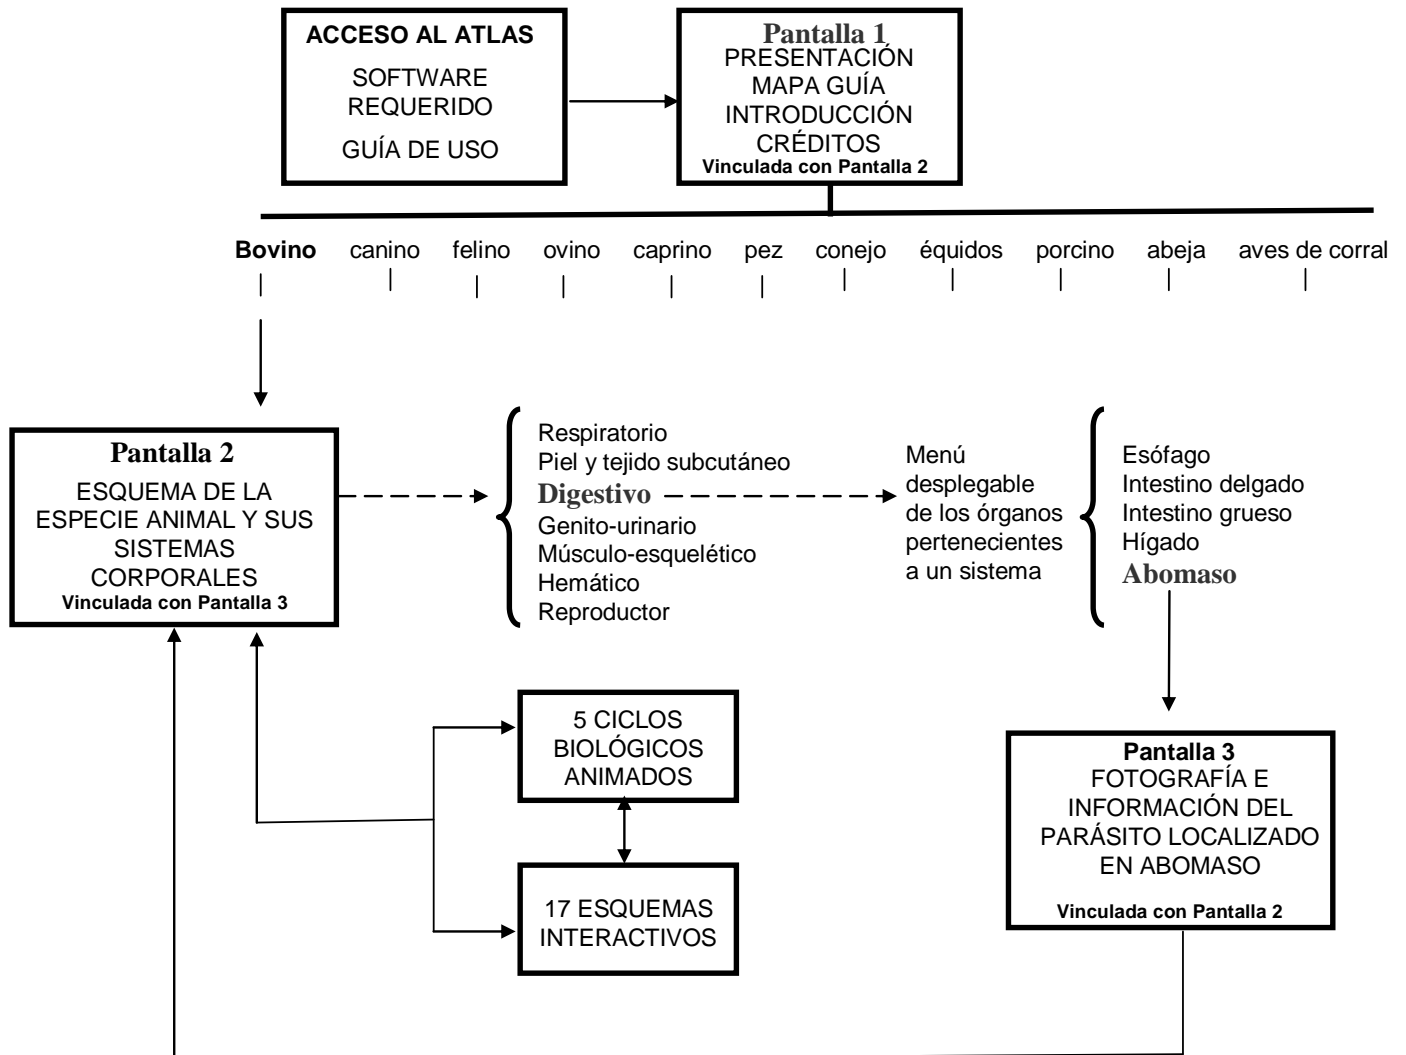 ACCESO AL ATLAS
SOFTWARE
REQUERIDO
GUÍA DE USO
Pantalla 1
PRESENTACIÓN
MAPA GUÍA
INTRODUCCIÓN
CRÉDITOS
Vinculada con Pantalla 2
Bovino canino felino ovino caprino pez conejo équidos porcino abeja aves de corral
Pantalla 2
ESQUEMA DE LA
ESPECIE ANIMAL Y SUS
SISTEMAS
CORPORALES
Vinculada con Pantalla 3
Respiratorio
Piel y tejido subcutáneo
Digestivo
Genito-urinario
Músculo-esquelético
Hemático
Reproductor
Menú
desplegable
de los órganos
pertenecientes
a un sistema
Esófago
Intestino delgado
Intestino grueso
Hígado
Abomaso
5 CICLOS
BIOLÓGICOS
ANIMADOS
17 ESQUEMAS
INTERACTIVOS
Pantalla 3
FOTOGRAFÍA E
INFORMACIÓN DEL
PARÁSITO LOCALIZADO
EN ABOMASO
Vinculada con Pantalla 2